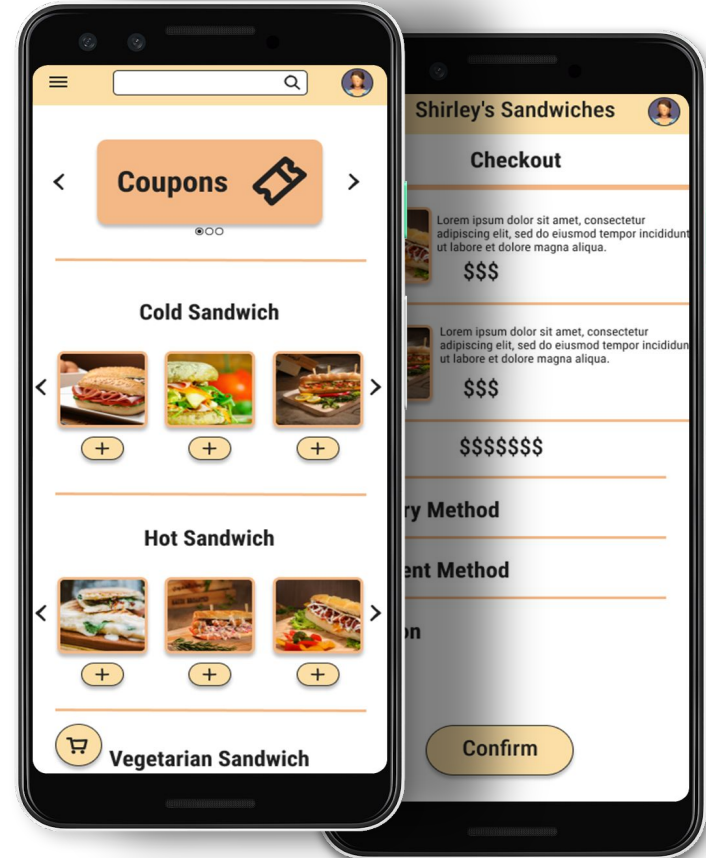 Coupons
Cold Sandwich
+ + +
Hot Sandwich
+ + +
Vegetarian Sandwich
Shirley's Sandwiches
Checkout
Lorem ipsum dolor sit amet, consectetur
adipiscing elit, sed do eiusmod tempor incididunt
ut labore et dolore magna aliqua.
$$$
Lorem ipsum dolor sit amet, consectetur
adipiscing elit, sed do eiusmod tempor incididun
ut labore et dolore magna aliqua.
$$$
$$$$$$$
ry Method
ent Method
on
Confirm